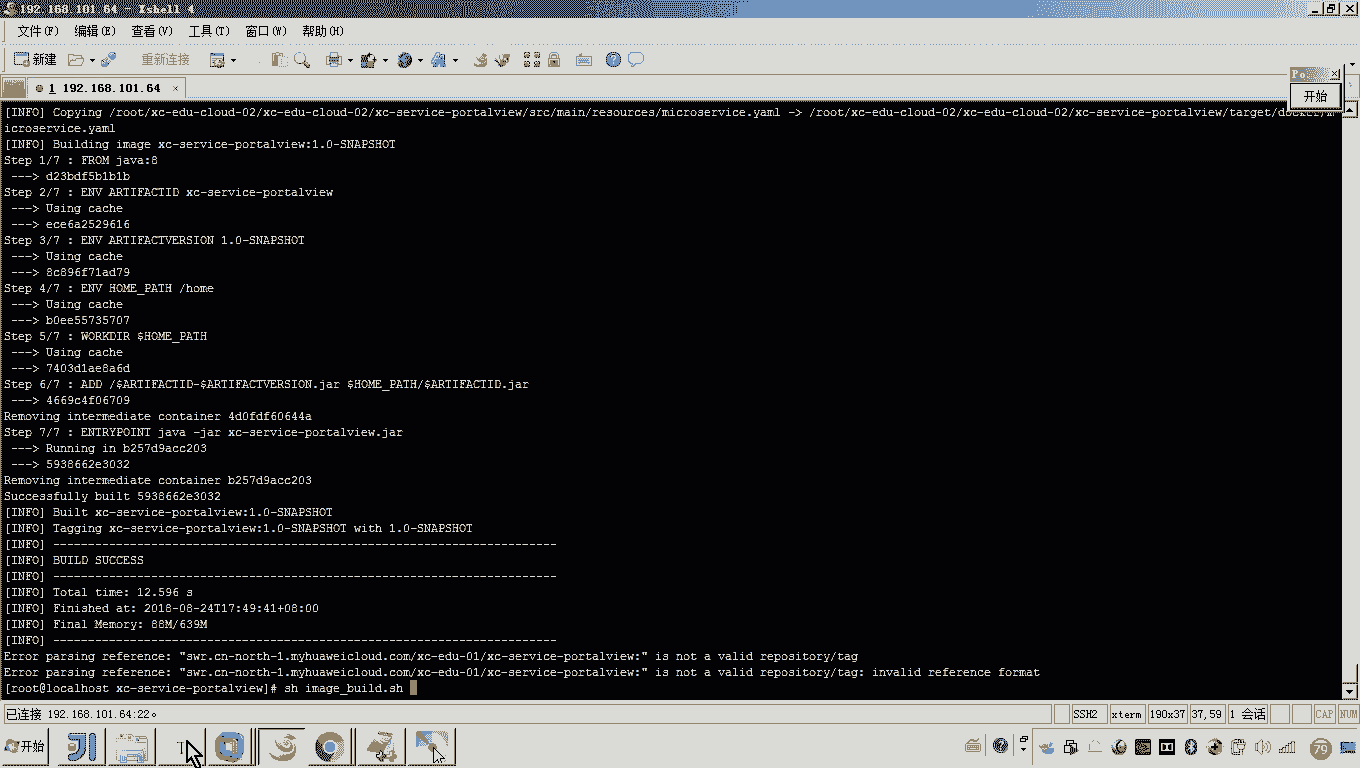 192.168.101.64 - Xshell 4
文件(F) 编辑(E) 查看(V) 工具(T) 窗口(W) 帮助(H)
新建 重新连接
Po
开始
1 192.168.101.64
[INFO] Copying /root/xc-edu-cloud-02/xc-edu-cloud-02/xc-service-portalview/src/main/resources/microservice.yaml -> /root/xc-edu-cloud-02/xc-edu-cloud-02/xc-service-portalview/target/docker/m
icroservice.yaml
[INFO] Building image xc-service-portalview:1.0-SNAPSHOT
Step 1/7 : FROM java:8
---> d23bdf5b1b1b
Step 2/7 : ENV ARTIFACTID xc-service-portalview
---> Using cache
---> ece6a2529616
Step 3/7 : ENV ARTIFACTVERSION 1.0-SNAPSHOT
---> Using cache
---> 8c896f71ad79
Step 4/7 : ENV HOME_PATH /home
---> Using cache
---> b0ee55735707
Step 5/7 : WORKDIR $HOME_PATH
---> Using cache
---> 7403d1ae8a6d
Step 6/7 : ADD /$ARTIFACTID-$ARTIFACTVERSION.jar $HOME_PATH/$ARTIFACTID.jar
---> 4669c4f06709
Removing intermediate container 4d0fdf60644a
Step 7/7 : ENTRYPOINT java -jar xc-service-portalview.jar
---> Running in b257d9acc203
---> 5938662e3032
Removing intermediate container b257d9acc203
Successfully built 5938662e3032
[INFO] Built xc-service-portalview:1.0-SNAPSHOT
[INFO] Tagging xc-service-portalview:1.0-SNAPSHOT with 1.0-SNAPSHOT
[INFO] ------------------------------------------------------------------------
[INFO] BUILD SUCCESS
[INFO] ------------------------------------------------------------------------
[INFO] Total time: 12.596 s
[INFO] Finished at: 2018-08-24T17:49:41+08:00
[INFO] Final Memory: 88M/639M
[INFO] ------------------------------------------------------------------------
Error parsing reference: "swr.cn-north-1.myhuaweicloud.com/xc-edu-01/xc-service-portalview:" is not a valid repository/tag
Error parsing reference: "swr.cn-north-1.myhuaweicloud.com/xc-edu-01/xc-service-portalview:" is not a valid repository/tag: invalid reference format
[root@localhost xc-service-portalview]# sh image_build.sh
已连接 192.168.101.64:22。 SSH2 xterm 190x37 37,59 1 会话 CAP NUM
开始 79